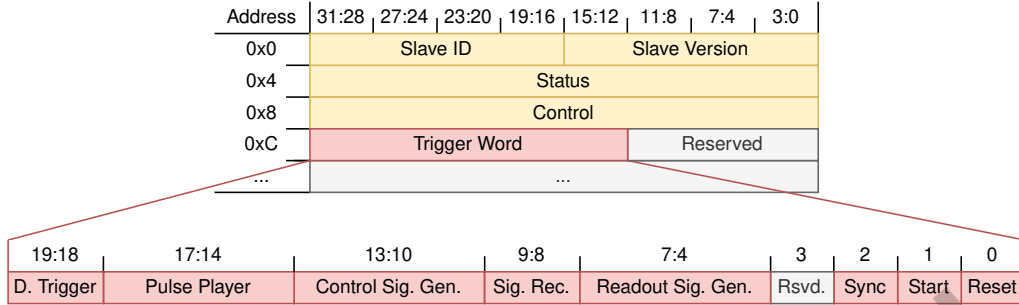 Address 31:28 27:24 23:20 19:16 15:12 11:8 7:4 3:0
0x0 Slave ID Slave Version
0x4 Status
0x8 Control
0xC Trigger Word Reserved
... ...
19:18 17:14 13:10 9:8 7:4 3 2 1 0
D. Trigger Pulse Player Control Sig. Gen. Sig. Rec. Readout Sig. Gen. Rsvd. Sync Start Reset